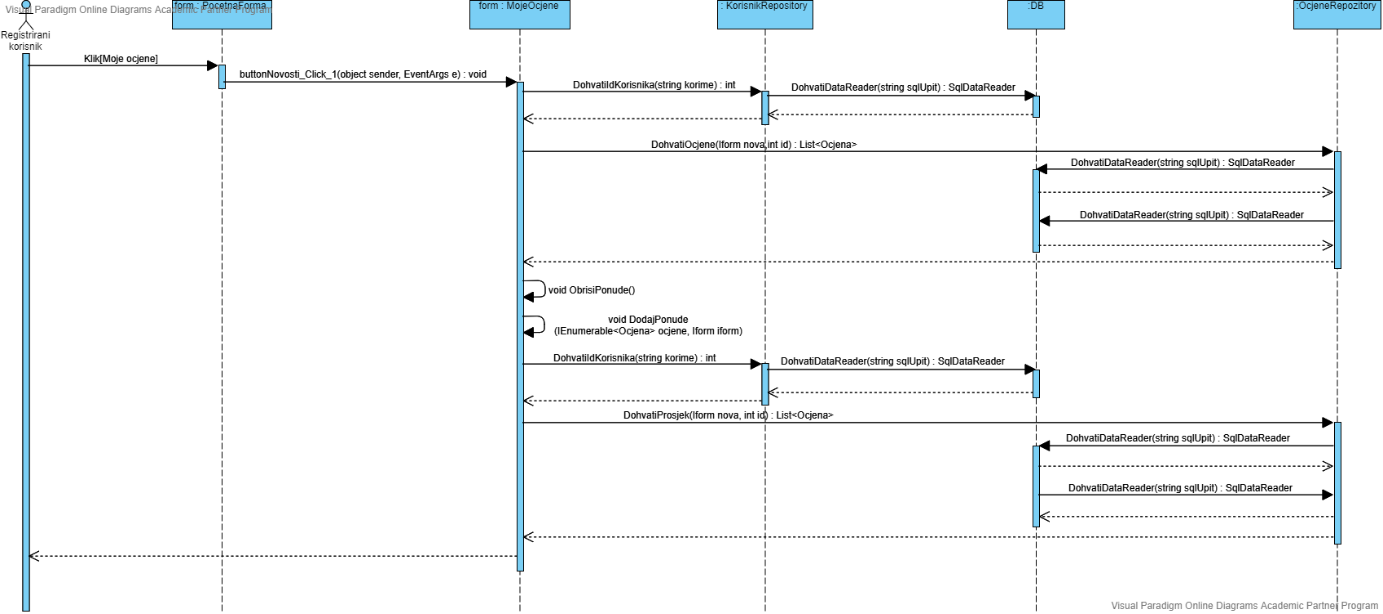 Visual Paradigm Online Diagrams Academic Partner Program
form : PocetnaForma
form : MojeOcjene
: KorisnikRepository
:DB
:OcjeneRepozitory
Registrirani
korisnik
Klik[Moje ocjene]
buttonNovosti_Click_1(object sender, EventArgs e) : void
DohvatiIdKorisnika(string korime) : int
DohvatiDataReader(string sqlUpit) : SqlDataReader
DohvatiOcjene(Iform nova,int id) : List<Ocjena>
DohvatiDataReader(string sqlUpit) : SqlDataReader
DohvatiDataReader(string sqlUpit) : SqlDataReader
void ObrisiPonude()
void DodajPonude
(IEnumerable<Ocjena> ocjene, Iform iform)
DohvatiIdKorisnika(string korime) : int
DohvatiDataReader(string sqlUpit) : SqlDataReader
DohvatiProsjek(Iform nova, int id) : List<Ocjena>
DohvatiDataReader(string sqlUpit) : SqlDataReader
DohvatiDataReader(string sqlUpit) : SqlDataReader
Visual Paradigm Online Diagrams Academic Partner Program